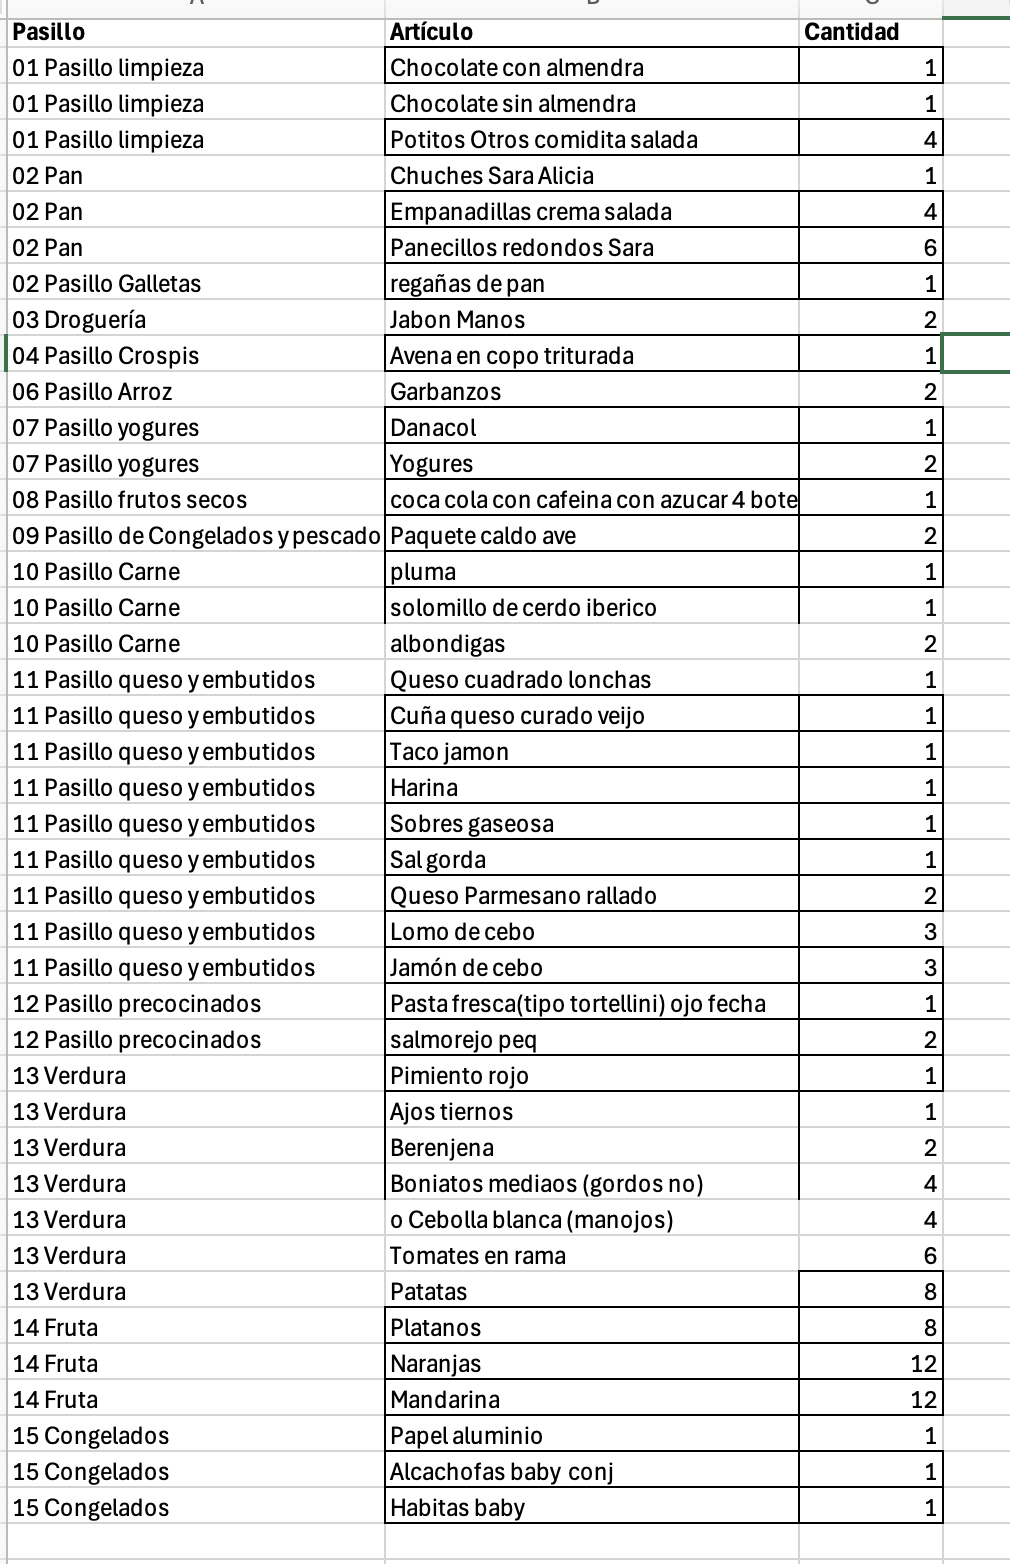 Pasillo Artículo Cantidad
01 Pasillo limpieza Chocolate con almendra 1
01 Pasillo limpieza Chocolate sin almendra 1
01 Pasillo limpieza Potitos Otros comidita salada 4
02 Pan Chuches Sara Alicia 1
02 Pan Empanadillas crema salada 4
02 Pan Panecillos redondos Sara 6
02 Pasillo Galletas regañas de pan 1
03 Droguería Jabon Manos 2
04 Pasillo Crospis Avena en copo triturada 1
06 Pasillo Arroz Garbanzos 2
07 Pasillo yogures Danacol 1
07 Pasillo yogures Yogures 2
08 Pasillo frutos secos coca cola con cafeina con azucar 4 bote 1
09 Pasillo de Congelados y pescado Paquete caldo ave 2
10 Pasillo Carne pluma 1
10 Pasillo Carne solomillo de cerdo iberico 1
10 Pasillo Carne albondigas 2
11 Pasillo queso y embutidos Queso cuadrado lonchas 1
11 Pasillo queso y embutidos Cuña queso curado veijo 1
11 Pasillo queso y embutidos Taco jamon 1
11 Pasillo queso y embutidos Harina 1
11 Pasillo queso y embutidos Sobres gaseosa 1
11 Pasillo queso y embutidos Sal gorda 1
11 Pasillo queso y embutidos Queso Parmesano rallado 2
11 Pasillo queso y embutidos Lomo de cebo 3
11 Pasillo queso y embutidos Jamón de cebo 3
12 Pasillo precocinados Pasta fresca(tipo tortellini) ojo fecha 1
12 Pasillo precocinados salmorejo peq 2
13 Verdura Pimiento rojo 1
13 Verdura Ajos tiernos 1
13 Verdura Berenjena 2
13 Verdura Boniatos mediaos (gordos no) 4
13 Verdura o Cebolla blanca (manojos) 4
13 Verdura Tomates en rama 6
13 Verdura Patatas 8
14 Fruta Platanos 8
14 Fruta Naranjas 12
14 Fruta Mandarina 12
15 Congelados Papel aluminio 1
15 Congelados Alcachofas baby conj 1
15 Congelados Habitas baby 1